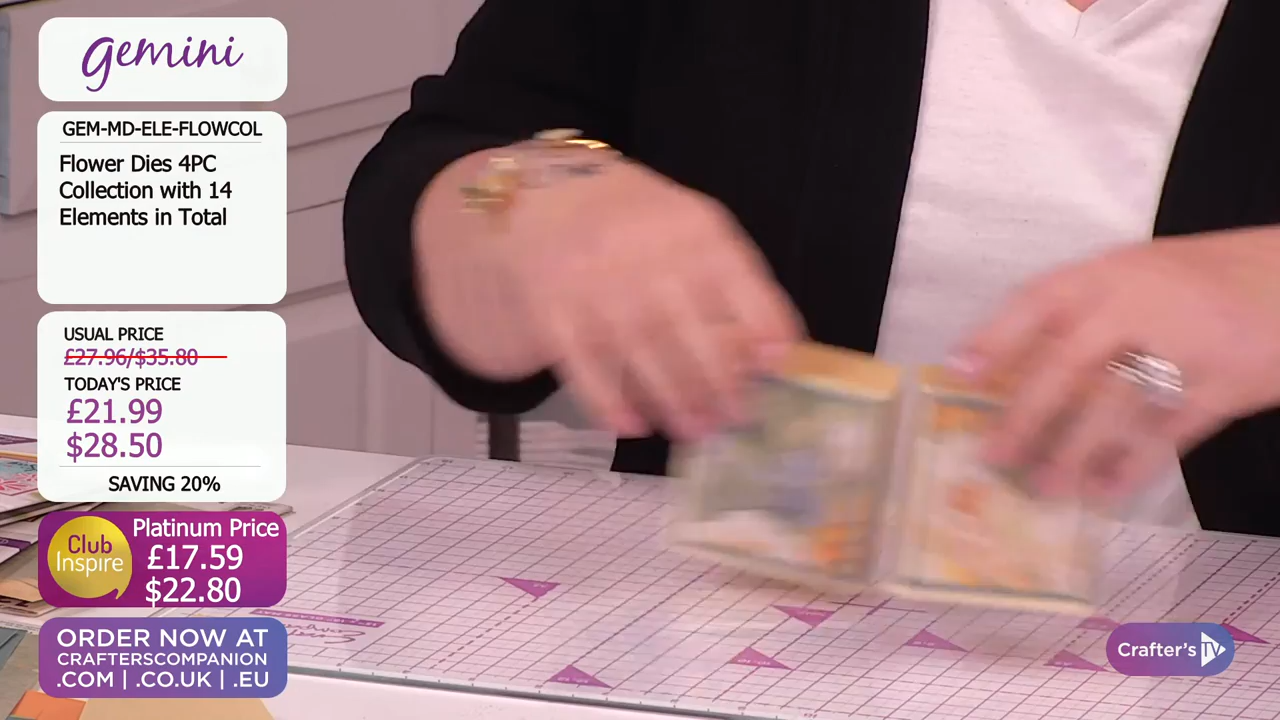 gemini
GEM-MD-ELE-FLOWCOL
Flower Dies 4PC
Collection with 14
Elements in Total
USUAL PRICE
£27.96/$35.80
TODAY'S PRICE
£21.99
$28.50
SAVING 20%
Club
Inspire
Platinum Price
£17.59
$22.80
ORDER NOW AT
CRAFTERSCOMPANION
.COM | .CO.UK | .EU
Crafter's TV